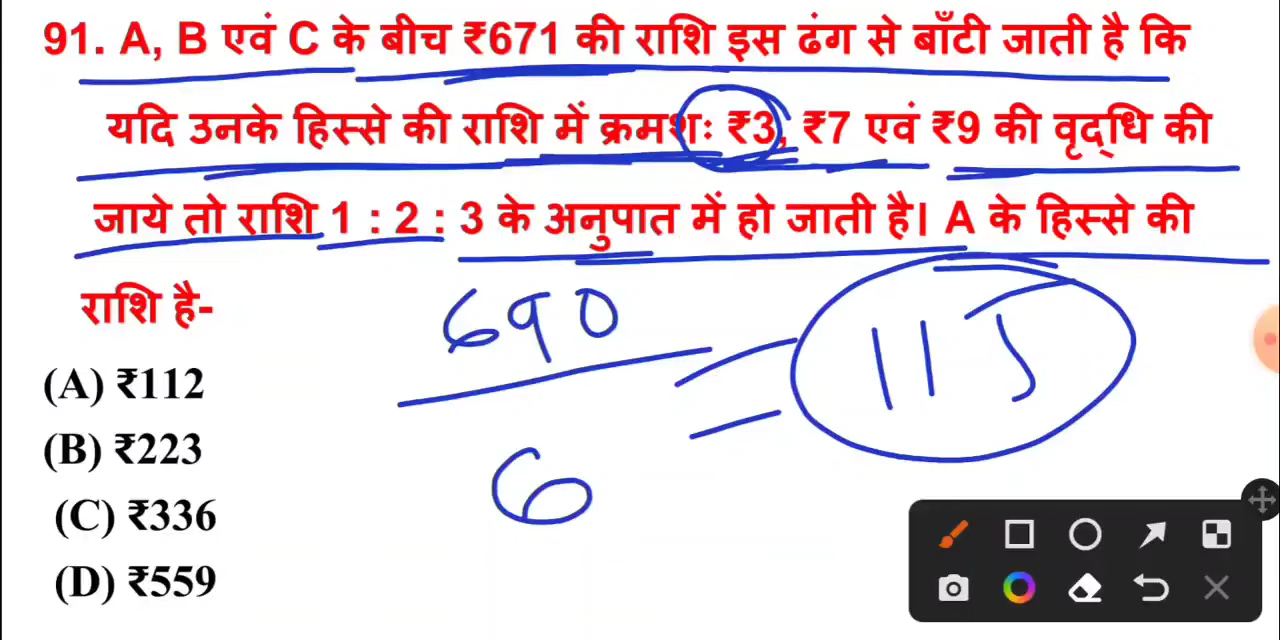 91. A, B एवं C के बीच ₹671 की राशि इस ढंग से बाँटी जाती है कि
यदि उनके हिस्से की राशि में क्रमशः ₹3, ₹7 एवं ₹9 की वृद्धि की
जाये तो राशि 1 : 2 : 3 के अनुपात में हो जाती है। A के हिस्से की
राशि है-
690
6
= 115
(A) ₹112
(B) ₹223
(C) ₹336
(D) ₹559